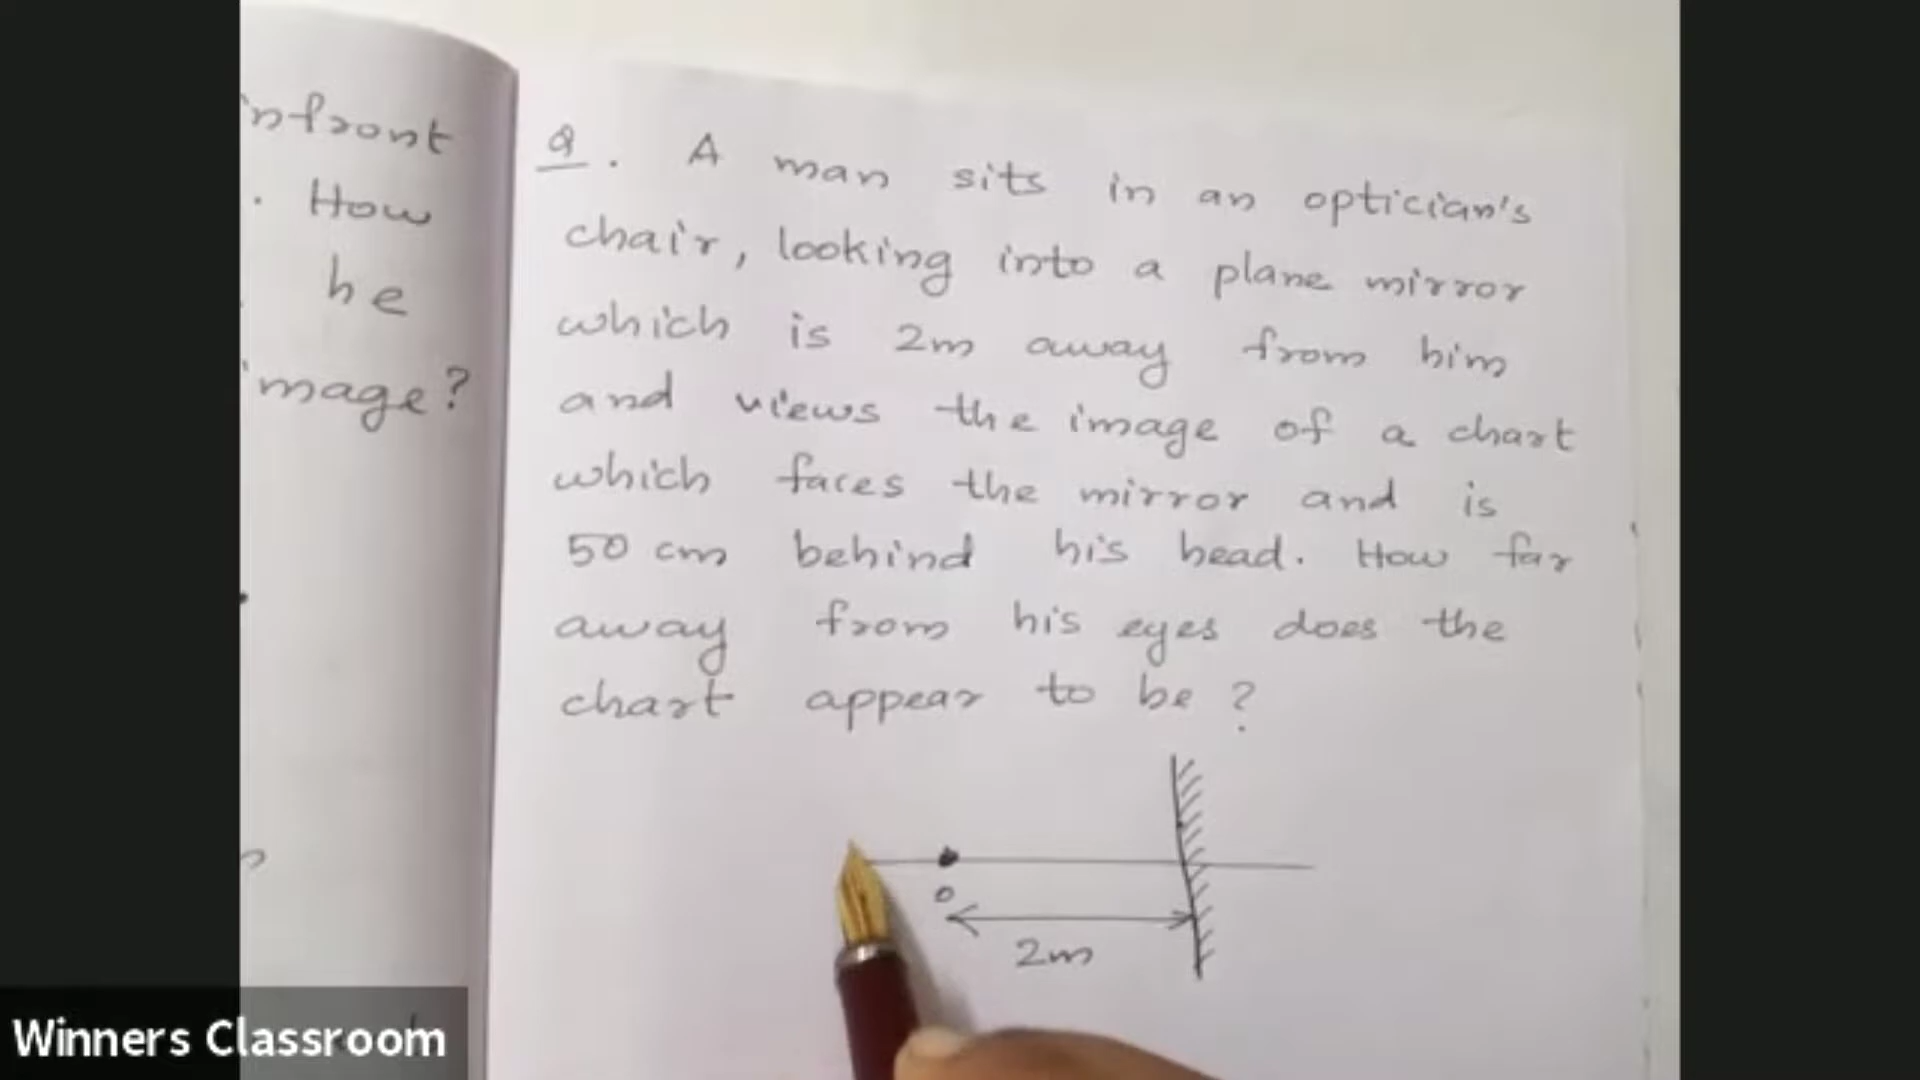 nfront
. How
he
mage?
Q. A man sits in an optician's
chair, looking into a plane mirror
which is 2m away from him
and views the image of a chart
which faces the mirror and is
50 cm behind his head. How far
away from his eyes does the
chart appear to be?
o
2m
Winners Classroom